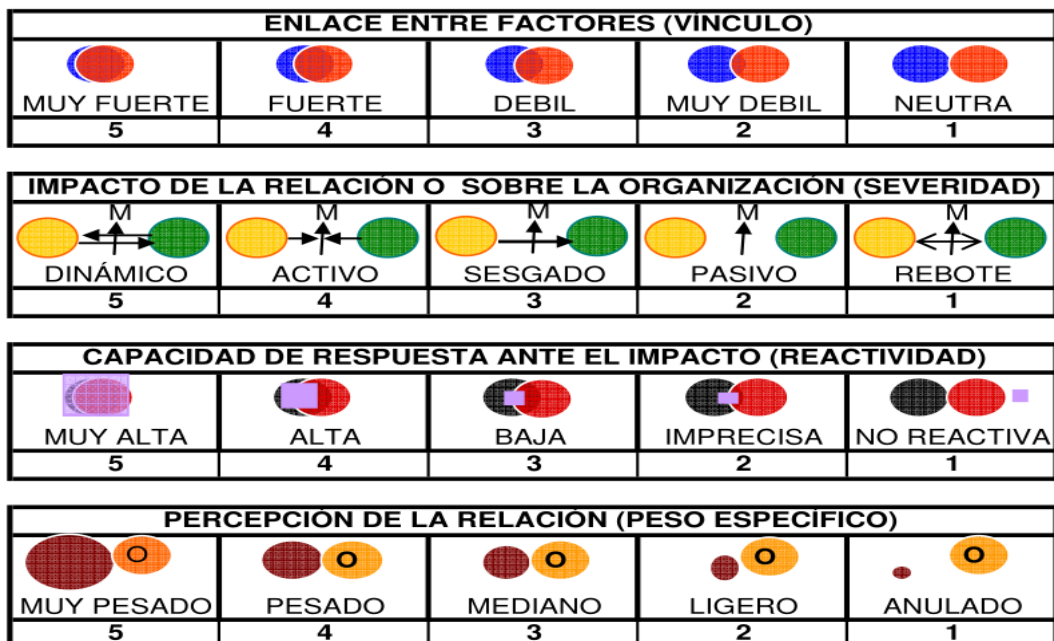 ENLACE ENTRE FACTORES (VÍNCULO)
MUY FUERTE FUERTE DEBIL MUY DEBIL NEUTRA
5 4 3 2 1
IMPACTO DE LA RELACIÓN O SOBRE LA ORGANIZACIÓN (SEVERIDAD)
M M M M M
DINÁMICO ACTIVO SESGADO PASIVO REBOTE
5 4 3 2 1
CAPACIDAD DE RESPUESTA ANTE EL IMPACTO (REACTIVIDAD)
MUY ALTA ALTA BAJA IMPRECISA NO REACTIVA
5 4 3 2 1
PERCEPCIÓN DE LA RELACIÓN (PESO ESPECÍFICO)
O O O O O
MUY PESADO PESADO MEDIANO LIGERO ANULADO
5 4 3 2 1